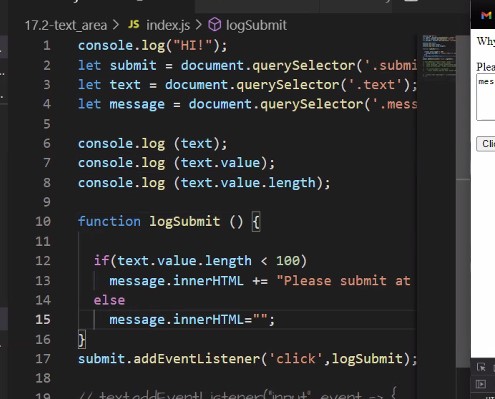 17.2-text_area > JS index.js > logSubmit
1 console.log("HI!");
2 let submit = document.querySelector('.submi
3 let text = document.querySelector('.text');
4 let message = document.querySelector('.mess
5
6 console.log (text);
7 console.log (text.value);
8 console.log (text.value.length);
9
10 function logSubmit () {
11
12 if(text.value.length < 100)
13 message.innerHTML += "Please submit at
14 else
15 message.innerHTML="";
16 }
17 submit.addEventListener('click',logSubmit);
18
19 // text.addEventListener("input", event => {
Why
Plea
mes
Clic